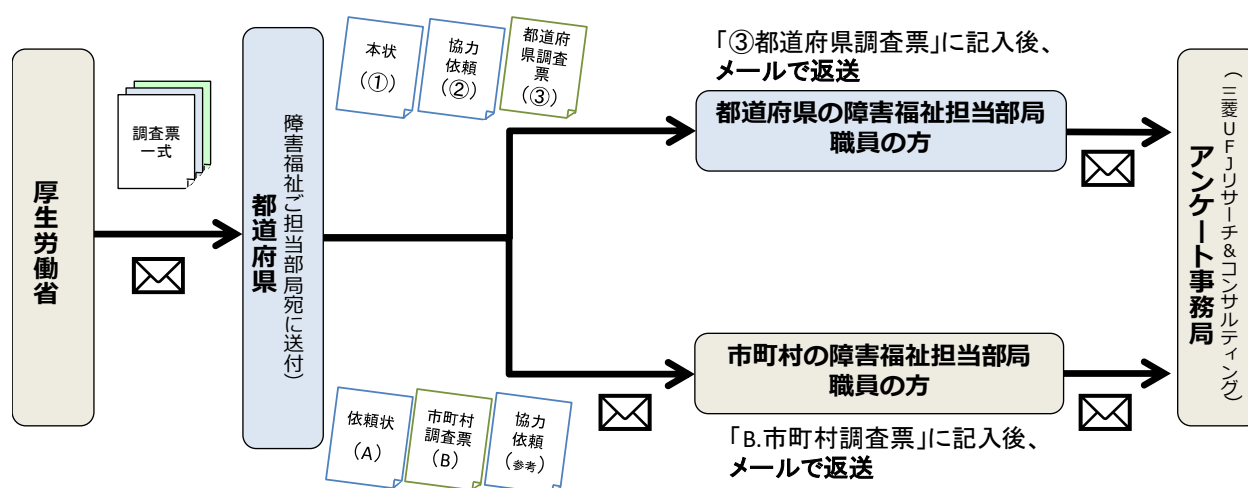 厚生労働省
調査票
一式
都道府県
（障害福祉ご担当部局宛に送付）
本状
（①）
協力
依頼
（②）
都道府
県調査
票
（③）
「③都道府県調査票」に記入後、
メールで返送
都道府県の障害福祉担当部局
職員の方
依頼状
（A）
市町村
調査票
（B）
協力
依頼
（参考）
市町村の障害福祉担当部局
職員の方
「B.市町村調査票」に記入後、
メールで返送
アンケート事務局
（三菱UFJリサーチ&コンサルティング）